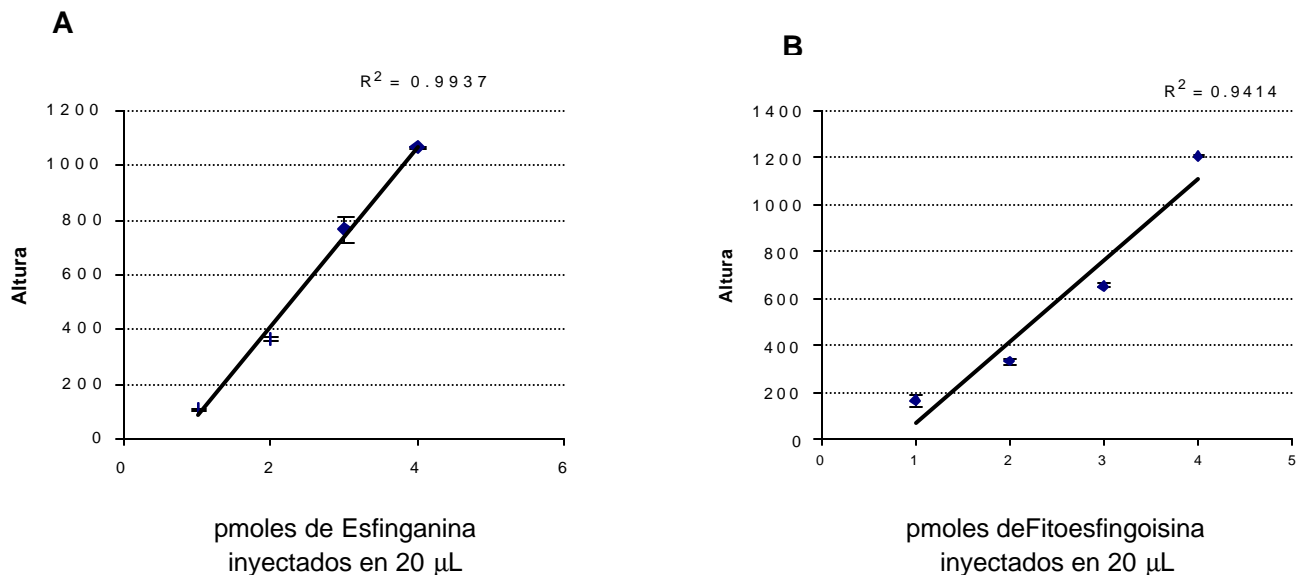 A
R² = 0.9937
1200
1000
800
600
400
200
0
0 2 4 6
Altura
pmoles de Esfinganina
inyectados en 20 µL
B
R² = 0.9414
1400
1200
1000
800
600
400
200
0
0 1 2 3 4 5
Altura
pmoles deFitoesfingoisina
inyectados en 20 µL